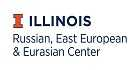 I ILLINOIS
Russian, East European
& Eurasian Center